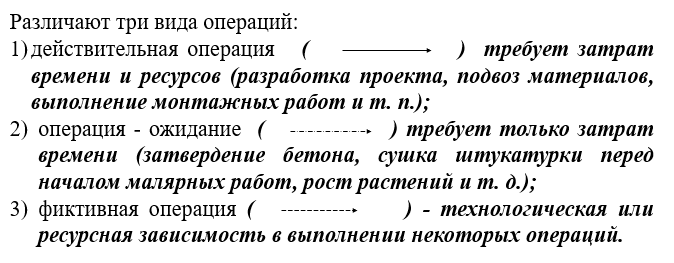 Различают три вида операций:
1) действительная операция ( ) требует затрат
времени и ресурсов (разработка проекта, подвоз материалов,
выполнение монтажных работ и т. п.);
2) операция - ожидание ( ) требует только затрат
времени (затвердение бетона, сушка штукатурки перед
началом малярных работ, рост растений и т. д.);
3) фиктивная операция ( ) - технологическая или
ресурсная зависимость в выполнении некоторых операций.